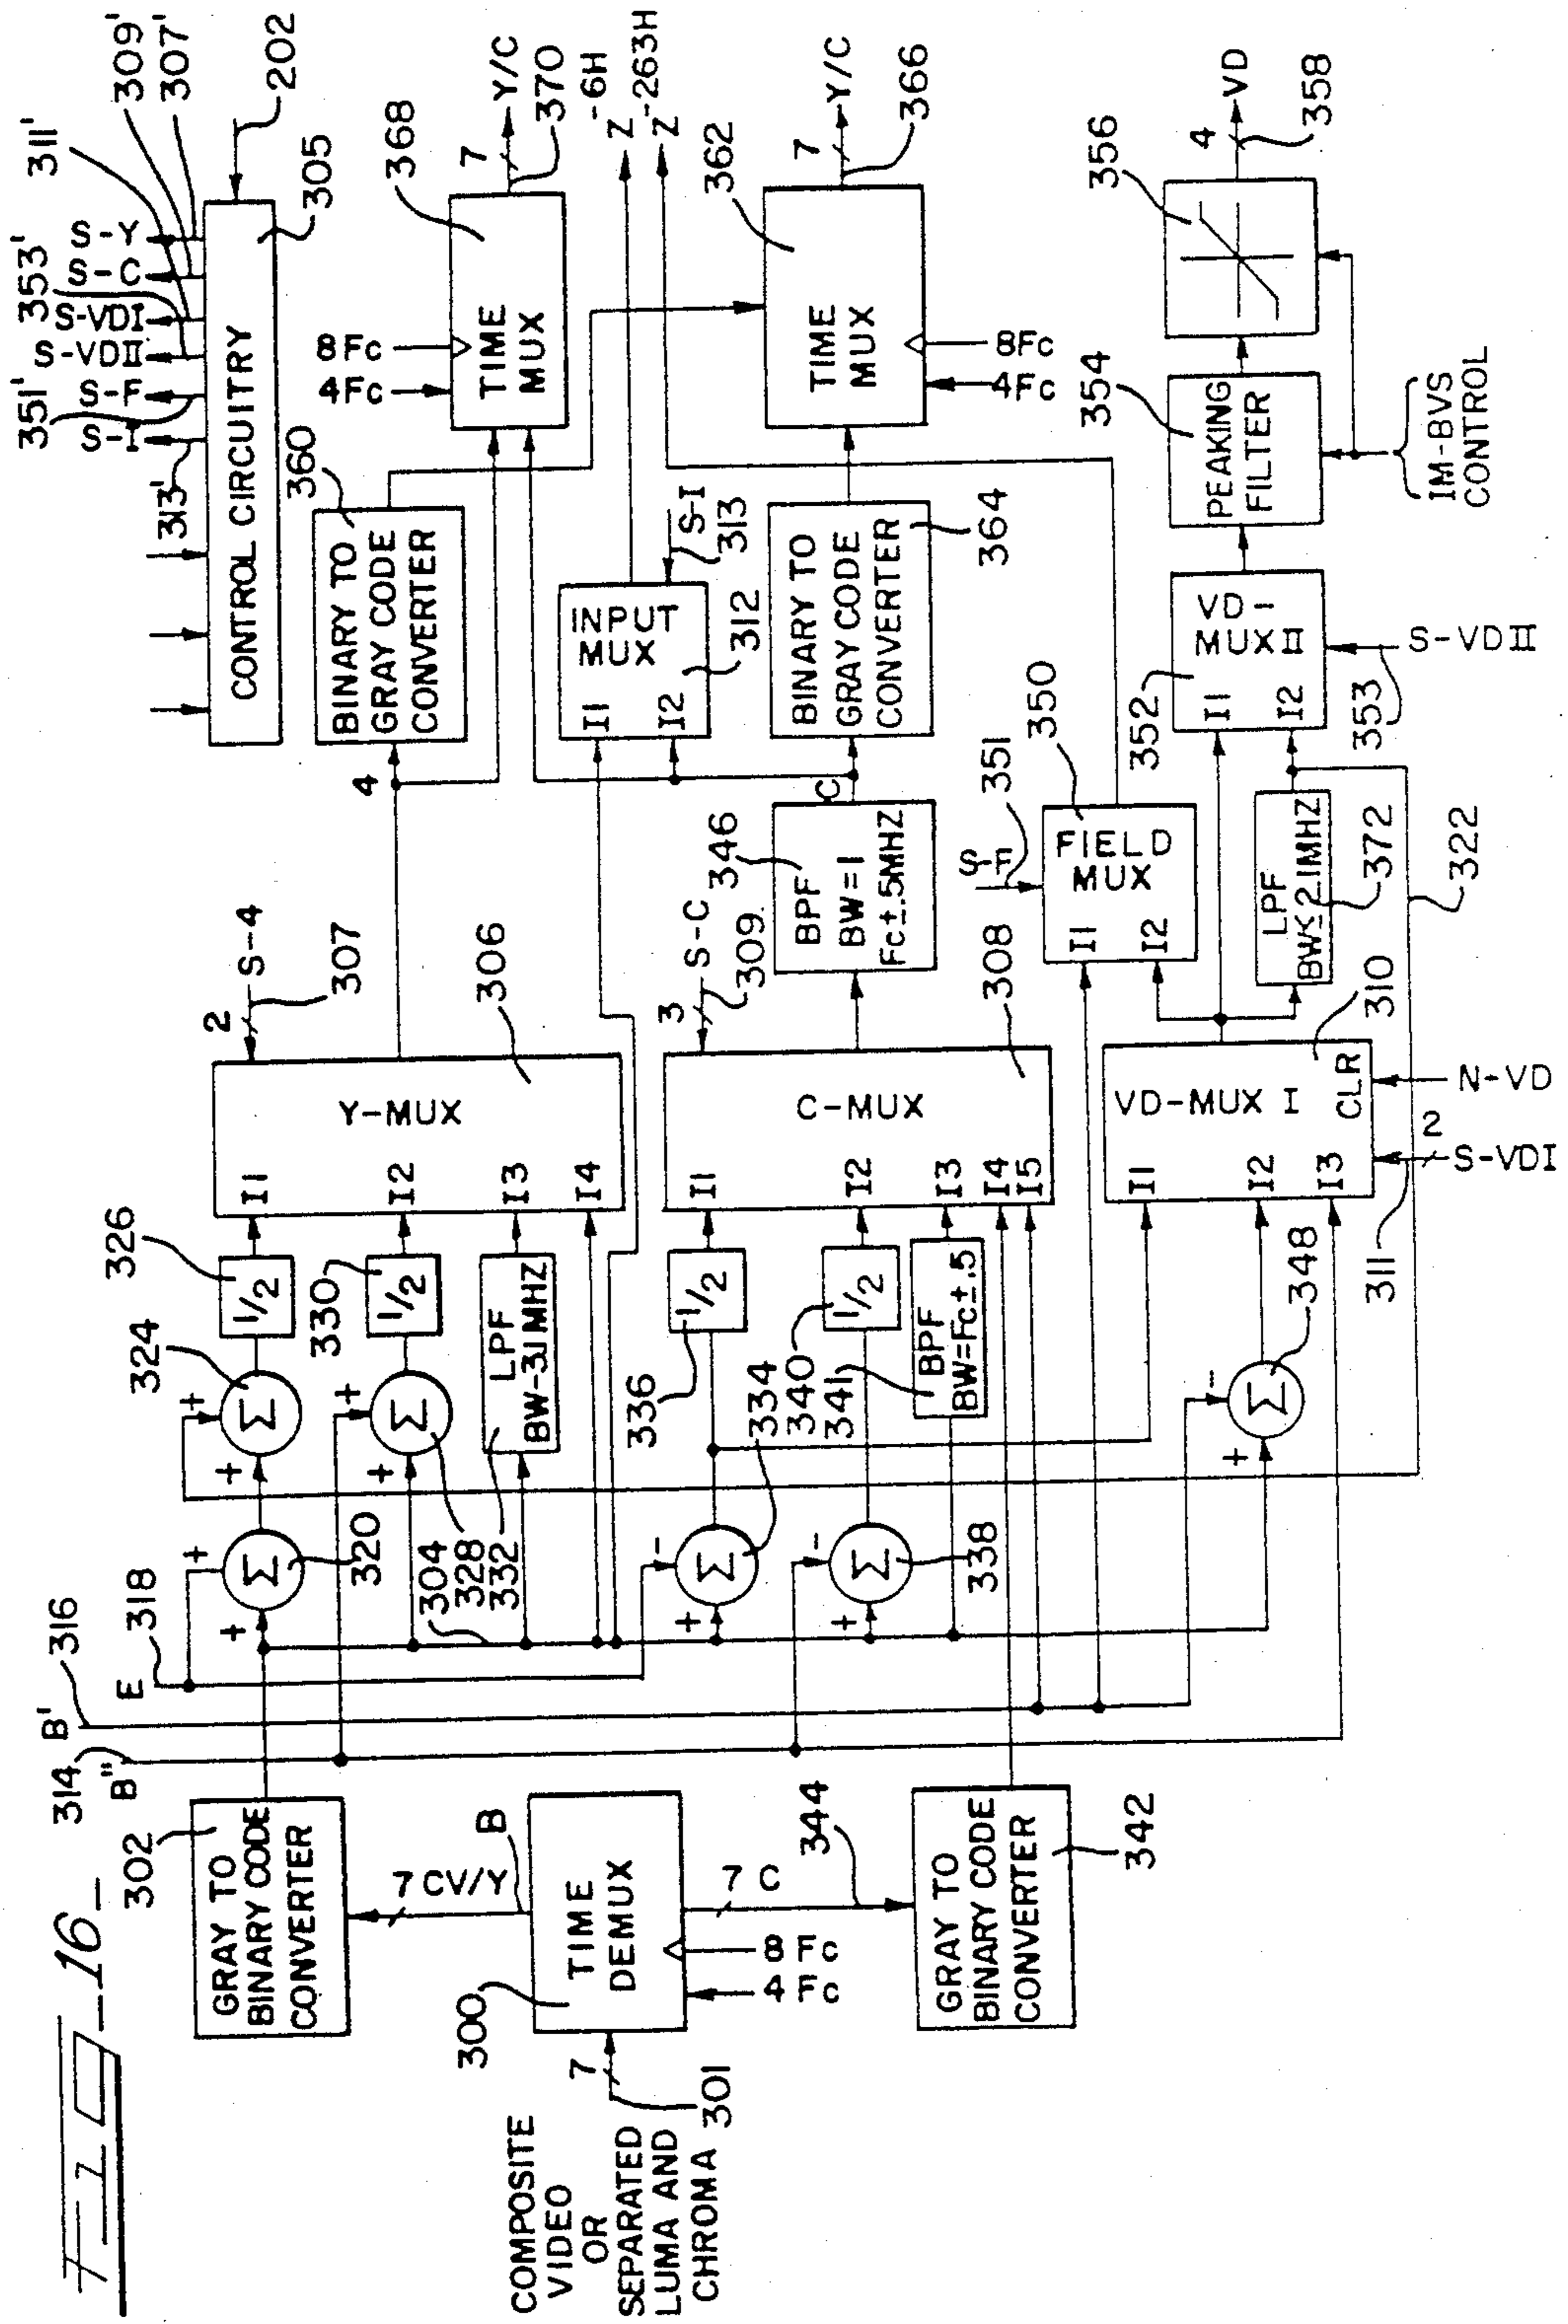 FIG_16_
COMPOSITE
VIDEO
OR
SEPARATED
LUMA AND
CHROMA
301
7
300
TIME
DEMUX
4 Fc
8 Fc
B
7 CV/Y
7 C
344
302
GRAY TO
BINARY CODE
CONVERTER
GRAY TO
BINARY CODE
CONVERTER
342
314
B"
B'
316
E
318
304
+
+
Σ
320
+
+
Σ
324
1/2
326
+
+
Σ
328
1/2
330
332
LPF
BW-3.1MHZ
I1
I2
I3
I4
Y-MUX
306
2
S-4
307
+
-
Σ
334
1/2
336
+
-
Σ
338
1/2
340
341
BPF
BW=Fc±.5
I1
I2
I3
I4
I5
C-MUX
308
3
S-C
309
+
-
Σ
348
I1
I2
I3
VD-MUX I
CLR
310
311
2
S-VDI
N-VD
322
BPF
BW=1
Fc±.5MHZ
346
C
S-F
351
I1
I2
FIELD
MUX
350
LPF
BW≤2.1MHZ
372
I1
I2
VD-
MUXII
352
353
S-VDII
4
BINARY TO
GRAY CODE
CONVERTER
360
I1
I2
INPUT
MUX
312
S-I
313
BINARY TO
GRAY CODE
CONVERTER
364
PEAKING
FILTER
354
IM-BVS
CONTROL
356
4
VD
358
4Fc
8Fc
TIME
MUX
368
7
Y/C
370
Z-6H
Z-263H
TIME
MUX
362
4Fc
8Fc
7
Y/C
366
CONTROL CIRCUITRY
305
202
313'
S-I
351'
S-F
S-VDII
353'
S-VDI
311'
S-C
309'
S-Y
307'